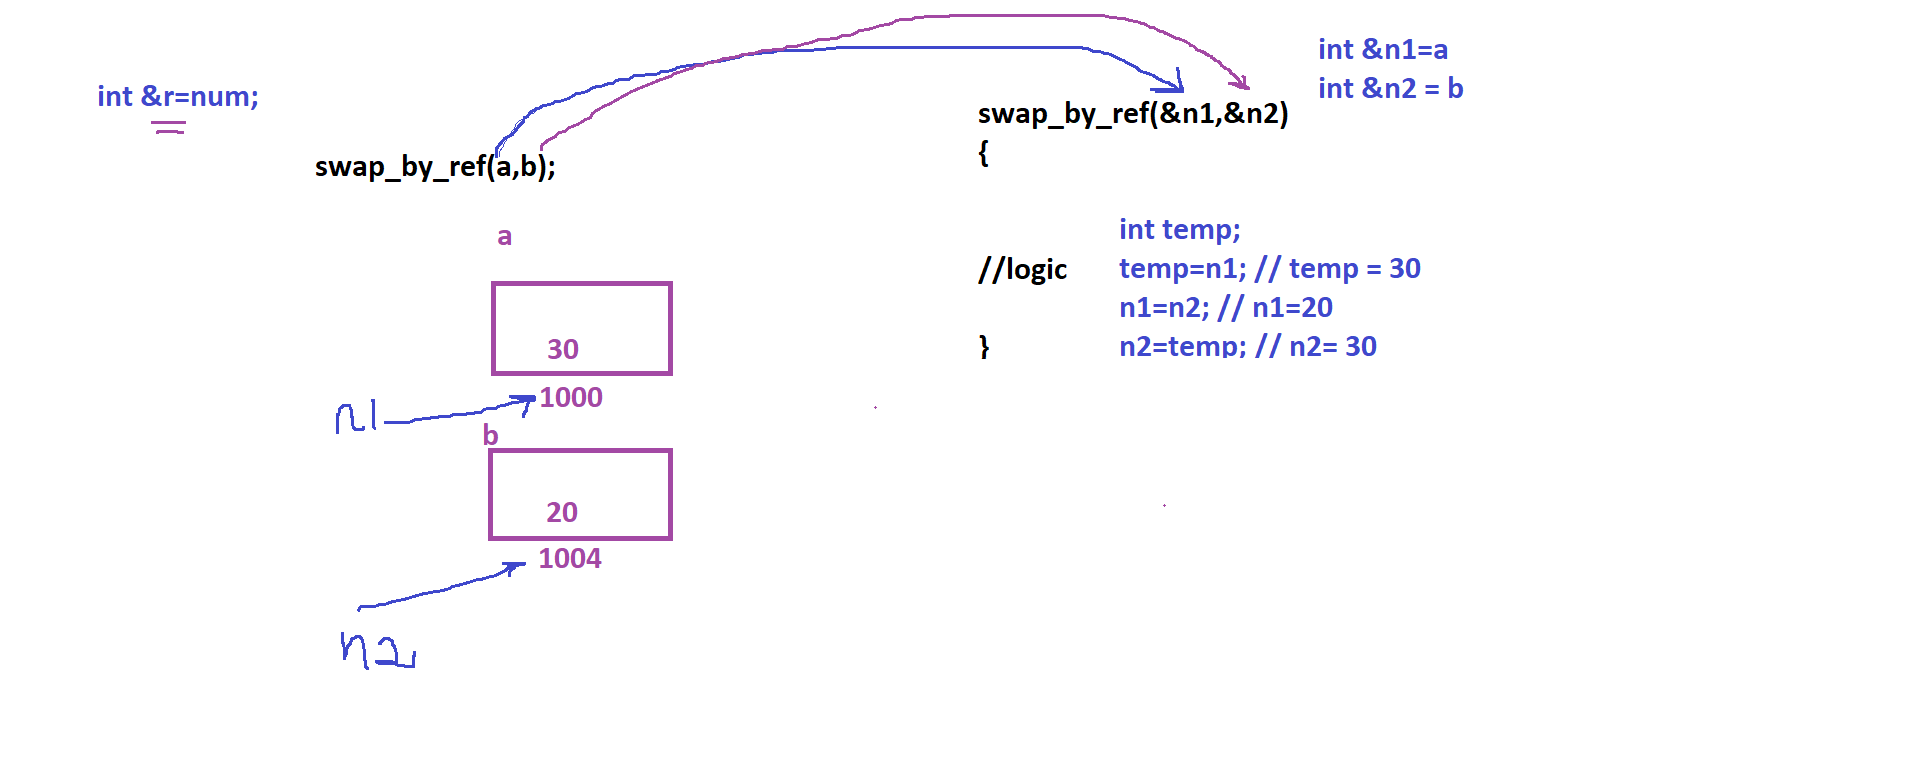 int &n1=a
int &r=num;
int &n2 = b
swap_by_ref(&n1,&n2)
{
swap_by_ref(a,b);
a
int temp;
//logic temp=n1; // temp = 30
n1=n2; // n1=20
} n2=temp; // n2= 30
30
1000
n1
b
20
1004
n2